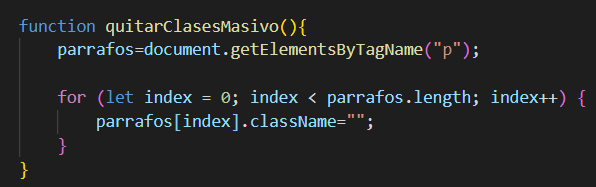 function quitarClasesMasivo(){
    parrafos=document.getElementsByTagName("p");
    for (let index = 0; index < parrafos.length; index++) {
        parrafos[index].className="";
    }
}